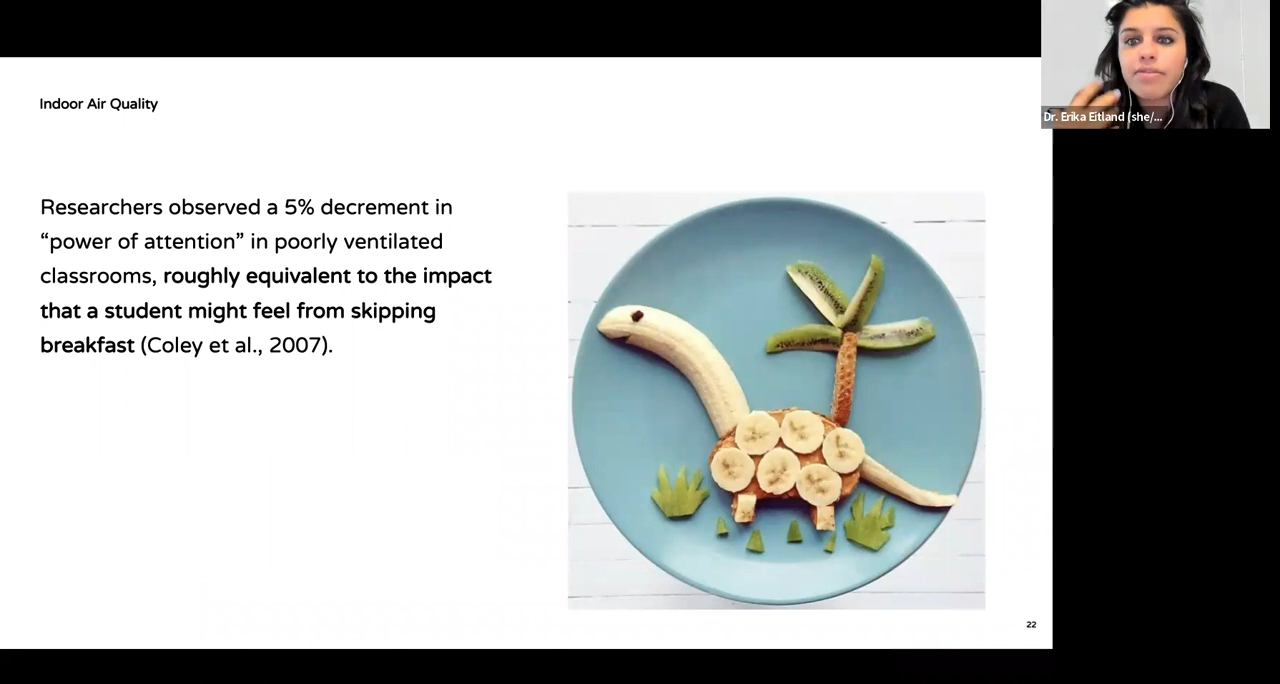 Dr. Erika Eitland (she/...
Indoor Air Quality
Researchers observed a 5% decrement in
“power of attention” in poorly ventilated
classrooms, roughly equivalent to the impact
that a student might feel from skipping
breakfast (Coley et al., 2007).
22